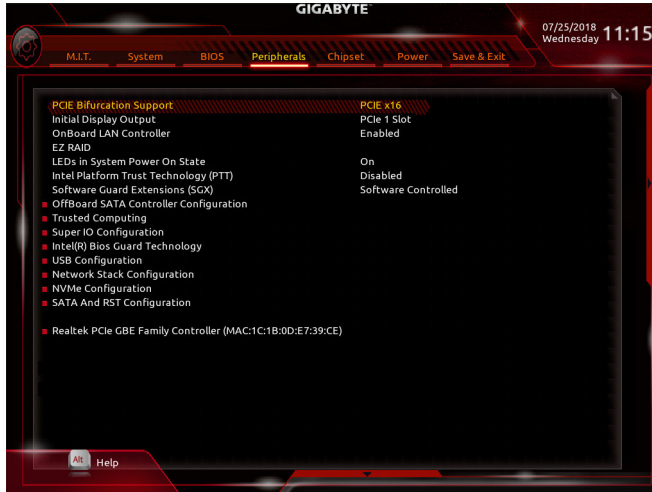 GIGABYTE™
07/25/2018
Wednesday 11:15
M.I.T. System BIOS Peripherals Chipset Power Save & Exit
PCIE Bifurcation Support PCIE x16
Initial Display Output PCIe 1 Slot
OnBoard LAN Controller Enabled
EZ RAID
LEDs in System Power On State On
Intel Platform Trust Technology (PTT) Disabled
Software Guard Extensions (SGX) Software Controlled
OffBoard SATA Controller Configuration
Trusted Computing
Super IO Configuration
Intel(R) Bios Guard Technology
USB Configuration
Network Stack Configuration
NVMe Configuration
SATA And RST Configuration
Realtek PCIe GBE Family Controller (MAC:1C:1B:0D:E7:39:CE)
Alt Help